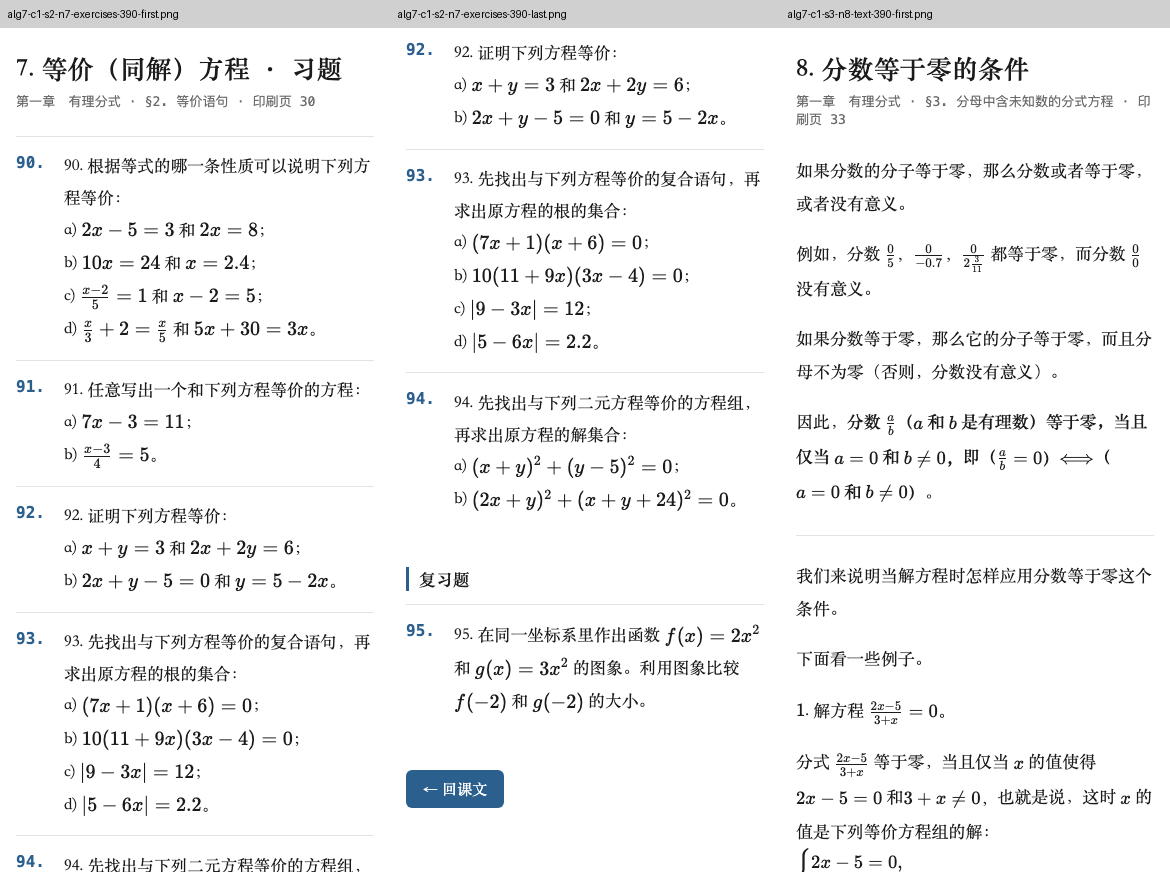 alg7-c1-s2-n7-exercises-390-first.png
7. 等价（同解）方程 · 习题
第一章　有理分式 · §2. 等价语句 · 印刷页 30
90. 90. 根据等式的哪一条性质可以说明下列方
程等价：
a) 2x − 5 = 3 和 2x = 8；
b) 10x = 24 和 x = 2.4；
c) \frac{x−2}{5} = 1 和 x − 2 = 5；
d) \frac{x}{3} + 2 = \frac{x}{5} 和 5x + 30 = 3x。
91. 91. 任意写出一个和下列方程等价的方程：
a) 7x − 3 = 11；
b) \frac{x−3}{4} = 5。
92. 92. 证明下列方程等价：
a) x + y = 3 和 2x + 2y = 6；
b) 2x + y − 5 = 0 和 y = 5 − 2x。
93. 93. 先找出与下列方程等价的复合语句，再
求出原方程的根的集合：
a) (7x + 1)(x + 6) = 0；
b) 10(11 + 9x)(3x − 4) = 0；
c) |9 − 3x| = 12；
d) |5 − 6x| = 2.2。
94. 94. 先找出与下列二元方程等价的方程组，
alg7-c1-s2-n7-exercises-390-last.png
92. 92. 证明下列方程等价：
a) x + y = 3 和 2x + 2y = 6；
b) 2x + y − 5 = 0 和 y = 5 − 2x。
93. 93. 先找出与下列方程等价的复合语句，再
求出原方程的根的集合：
a) (7x + 1)(x + 6) = 0；
b) 10(11 + 9x)(3x − 4) = 0；
c) |9 − 3x| = 12；
d) |5 − 6x| = 2.2。
94. 94. 先找出与下列二元方程等价的方程组，
再求出原方程的解集合：
a) (x + y)² + (y − 5)² = 0；
b) (2x + y)² + (x + y + 24)² = 0。
复习题
95. 95. 在同一坐标系里作出函数 f(x) = 2x²
和 g(x) = 3x² 的图象。利用图象比较
f(−2) 和 g(−2) 的大小。
← 回课文
alg7-c1-s3-n8-text-390-first.png
8. 分数等于零的条件
第一章　有理分式 · §3. 分母中含未知数的分式方程 · 印
刷页 33
如果分数的分子等于零，那么分数或者等于零，
或者没有意义。
例如，分数 \frac{0}{5}，\frac{0}{−0.7}，\frac{0}{2\frac{3}{11}} 都等于零，而分数 \frac{0}{0}
没有意义。
如果分数等于零，那么它的分子等于零，而且分
母不为零（否则，分数没有意义）。
因此，分数 \frac{a}{b}（a 和 b 是有理数）等于零，当且
仅当 a = 0 和 b ≠ 0，即（\frac{a}{b} = 0）⟺（
a = 0 和 b ≠ 0）。
我们来说明当解方程时怎样应用分数等于零这个
条件。
下面看一些例子。
1. 解方程 \frac{2x−5}{3+x} = 0。
分式 \frac{2x−5}{3+x} 等于零，当且仅当 x 的值使得
2x − 5 = 0 和3 + x ≠ 0，也就是说，这时 x 的
值是下列等价方程组的解：
{2x − 5 = 0,